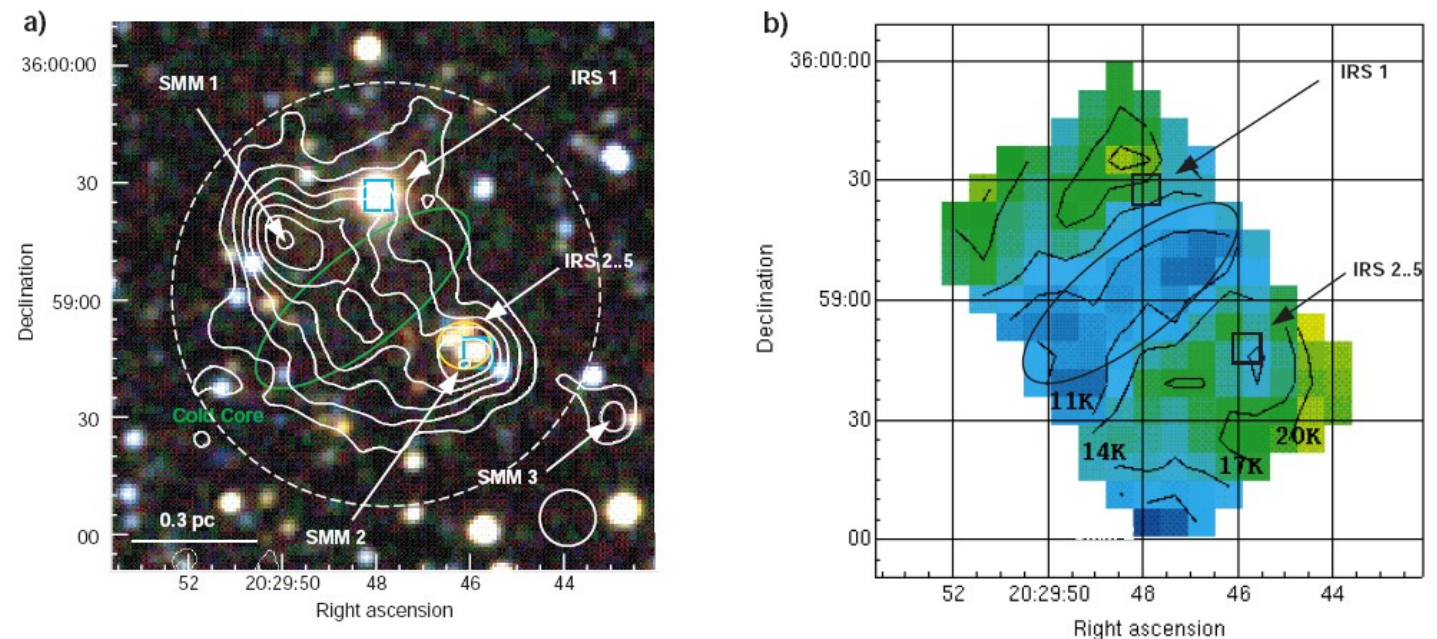 a)
36:00:00
30
59:00
30
00
Declination
SMM 1
IRS 1
IRS 2..5
Cold Core
SMM 3
SMM 2
0.3 pc
52
20:29:50
48
46
44
Right ascension
b)
36:00:00
30
59:00
30
00
Declination
IRS 1
IRS 2..5
11K
14K
17K
20K
52
20:29:50
48
46
44
Right ascension